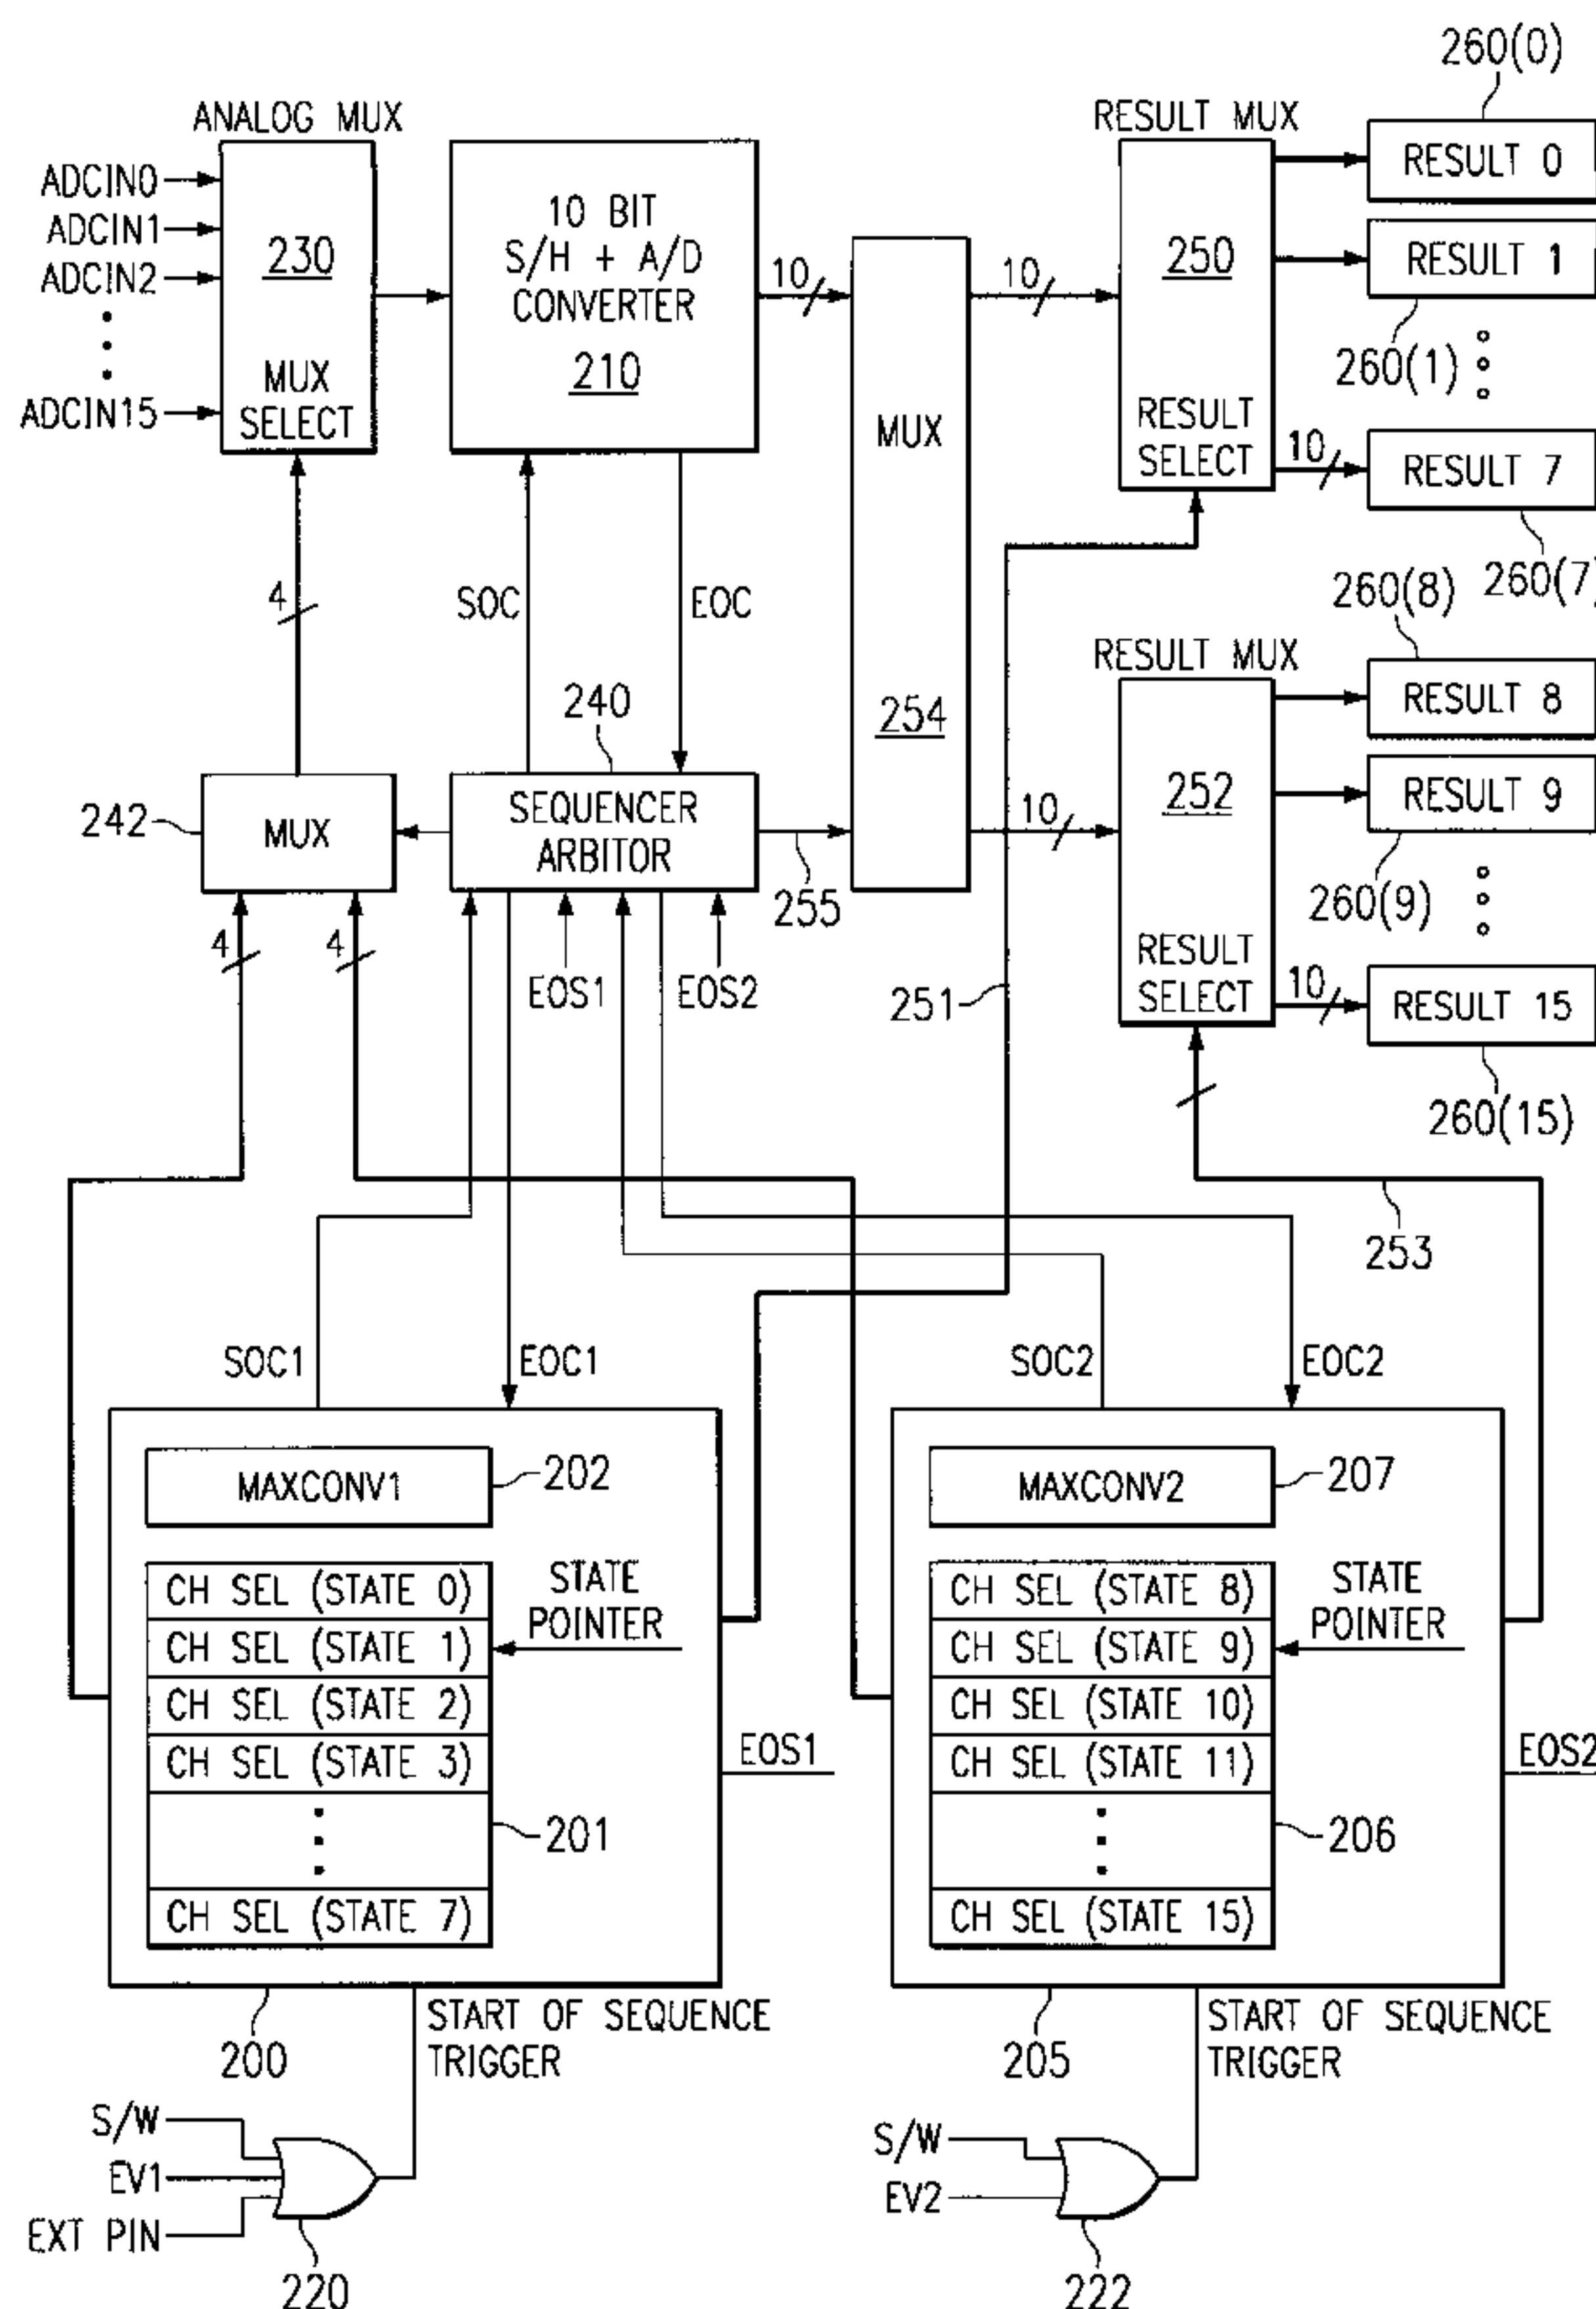 260(0)
ANALOG MUX
RESULT MUX
ADCIN0
ADCIN1
ADCIN2
ADCIN15
230
MUX
SELECT
10 BIT
S/H + A/D
CONVERTER
210
10
MUX
254
10
250
RESULT
SELECT
RESULT 0
RESULT 1
260(1)
10
RESULT 7
260(7)
4
SOC
EOC
260(8)
RESULT MUX
240
242
MUX
SEQUENCER
ARBITOR
255
10
252
RESULT
SELECT
RESULT 8
RESULT 9
260(9)
10
RESULT 15
260(15)
4
4
EOS1
EOS2
251
253
SOC1
EOC1
SOC2
EOC2
MAXCONV1
202
CH SEL (STATE 0)
CH SEL (STATE 1)
CH SEL (STATE 2)
CH SEL (STATE 3)
CH SEL (STATE 7)
STATE
POINTER
201
EOS1
MAXCONV2
207
CH SEL (STATE 8)
CH SEL (STATE 9)
CH SEL (STATE 10)
CH SEL (STATE 11)
CH SEL (STATE 15)
STATE
POINTER
206
EOS2
200
START OF SEQUENCE
TRIGGER
205
START OF SEQUENCE
TRIGGER
S/W
EV1
EXT PIN
220
S/W
EV2
222